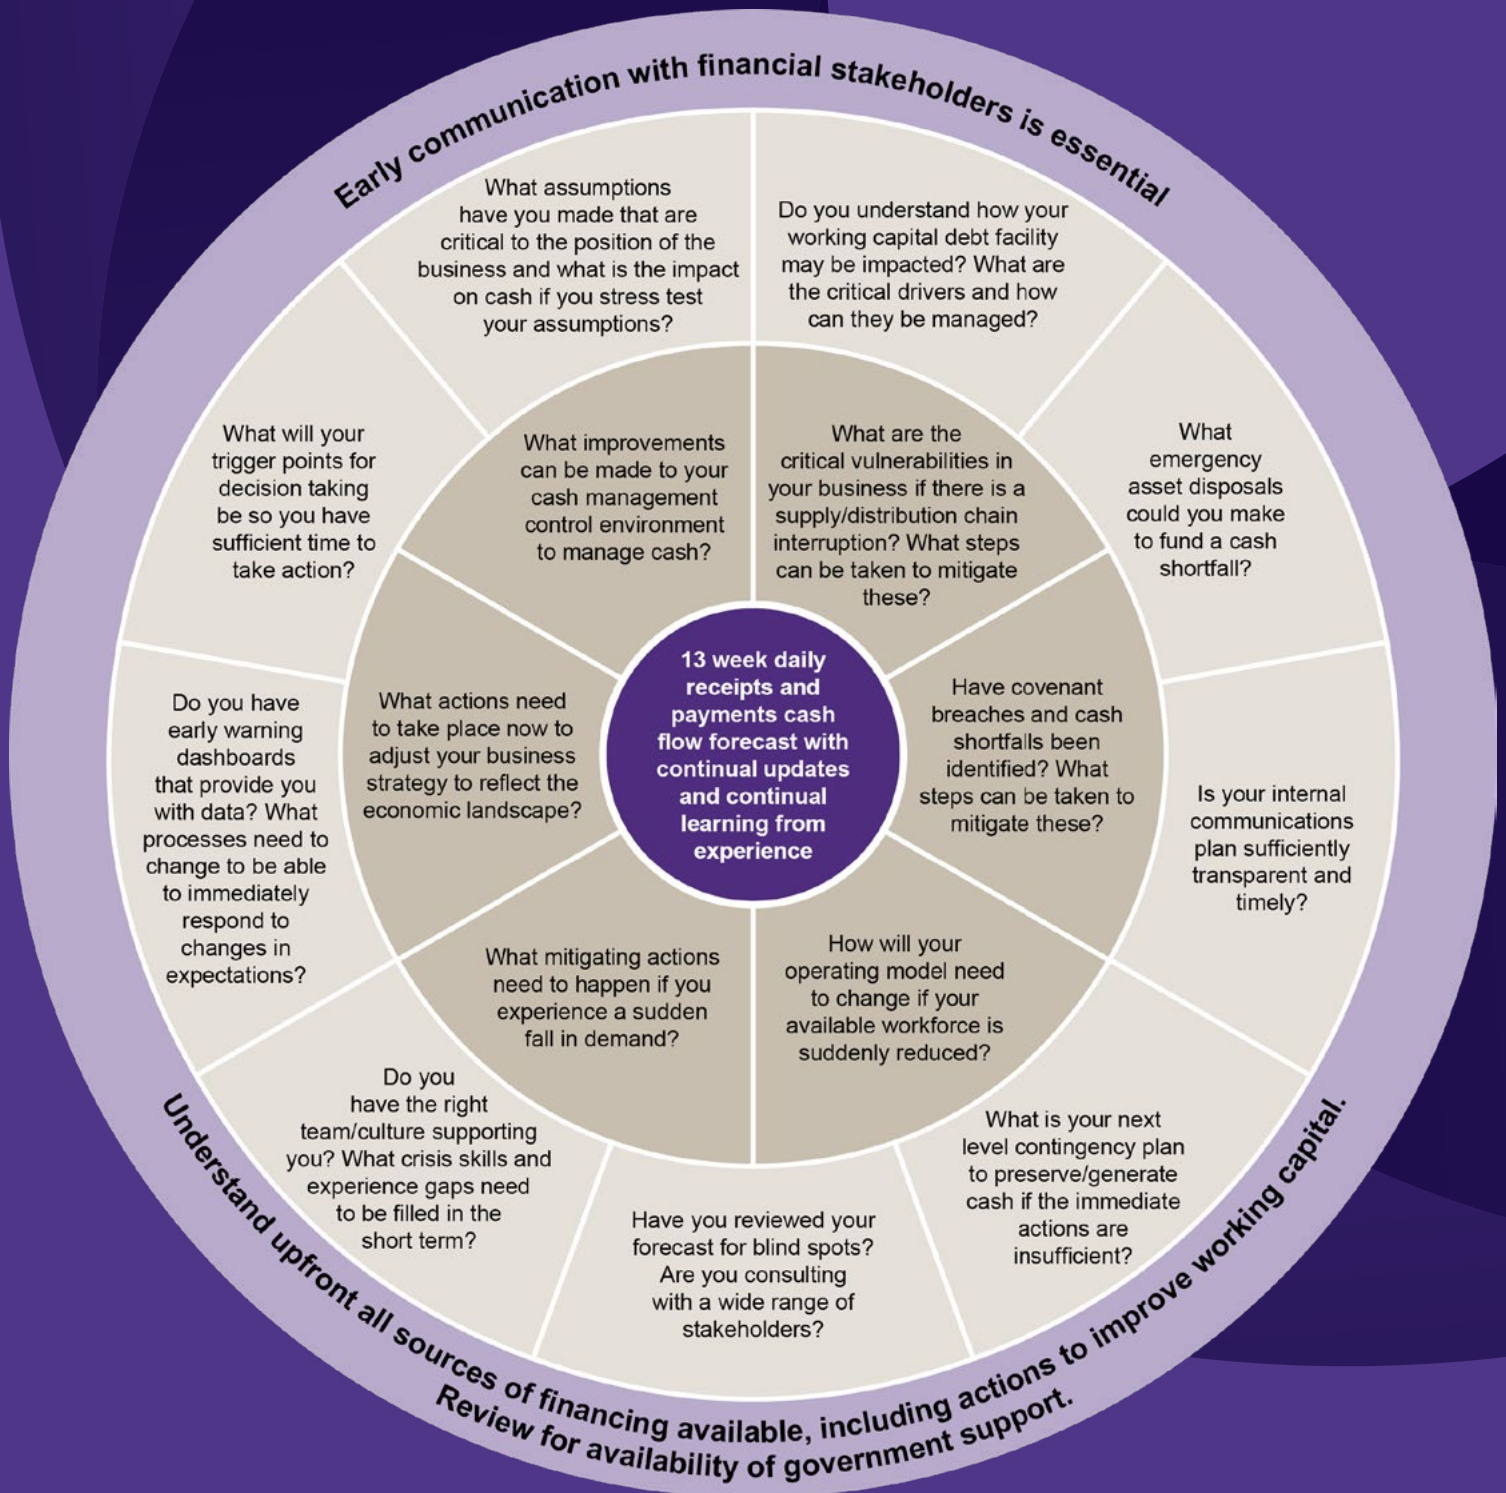 Early communication with financial stakeholders is essential
What assumptions
have you made that are
critical to the position of the
business and what is the impact
on cash if you stress test
your assumptions?
Do you understand how your
working capital debt facility
may be impacted? What are
the critical drivers and how
can they be managed?
What
emergency
asset disposals
could you make
to fund a cash
shortfall?
Is your internal
communications
plan sufficiently
transparent and
timely?
What is your next
level contingency plan
to preserve/generate
cash if the immediate
actions are
insufficient?
Have you reviewed your
forecast for blind spots?
Are you consulting
with a wide range of
stakeholders?
Do you
have the right
team/culture supporting
you? What crisis skills and
experience gaps need
to be filled in the
short term?
Do you have
early warning
dashboards
that provide you
with data? What
processes need to
change to be able
to immediately
respond to
changes in
expectations?
What will your
trigger points for
decision taking
be so you have
sufficient time to
take action?
What improvements
can be made to your
cash management
control environment
to manage cash?
What are the
critical vulnerabilities in
your business if there is a
supply/distribution chain
interruption? What steps
can be taken to mitigate
these?
Have covenant
breaches and cash
shortfalls been
identified? What
steps can be taken to
mitigate these?
How will your
operating model need
to change if your
available workforce is
suddenly reduced?
What mitigating actions
need to happen if you
experience a sudden
fall in demand?
What actions need
to take place now to
adjust your business
strategy to reflect the
economic landscape?
13 week daily
receipts and
payments cash
flow forecast with
continual updates
and continual
learning from
experience
Understand upfront all sources of financing available, including actions to improve working capital.
Review for availability of government support.